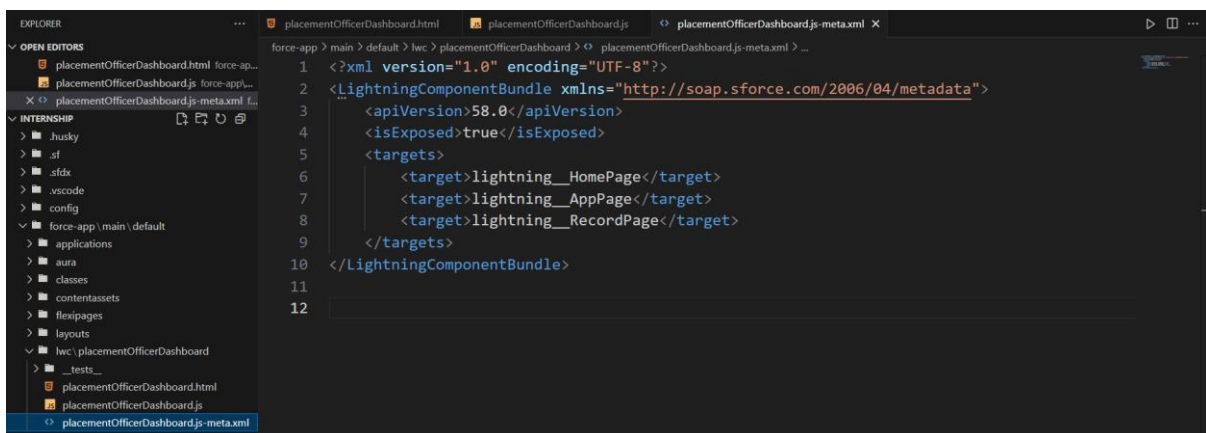 EXPLORER
OPEN EDITORS
placementOfficerDashboard.html force-ap...
placementOfficerDashboard.js force-app\...
placementOfficerDashboard.js-meta.xml f...
INTERNSHIP
.husky
.sf
.sfdx
.vscode
config
force-app\main\default
applications
aura
classes
contentassets
flexipages
layouts
lwc\placementOfficerDashboard
__tests__
placementOfficerDashboard.html
placementOfficerDashboard.js
placementOfficerDashboard.js-meta.xml
placementOfficerDashboard.html placementOfficerDashboard.js placementOfficerDashboard.js-meta.xml
force-app > main > default > lwc > placementOfficerDashboard > placementOfficerDashboard.js-meta.xml > ...
1 <?xml version="1.0" encoding="UTF-8"?>
2 <LightningComponentBundle xmlns="http://soap.sforce.com/2006/04/metadata">
3 <apiVersion>58.0</apiVersion>
4 <isExposed>true</isExposed>
5 <targets>
6 <target>lightning__HomePage</target>
7 <target>lightning__AppPage</target>
8 <target>lightning__RecordPage</target>
9 </targets>
10 </LightningComponentBundle>
11
12